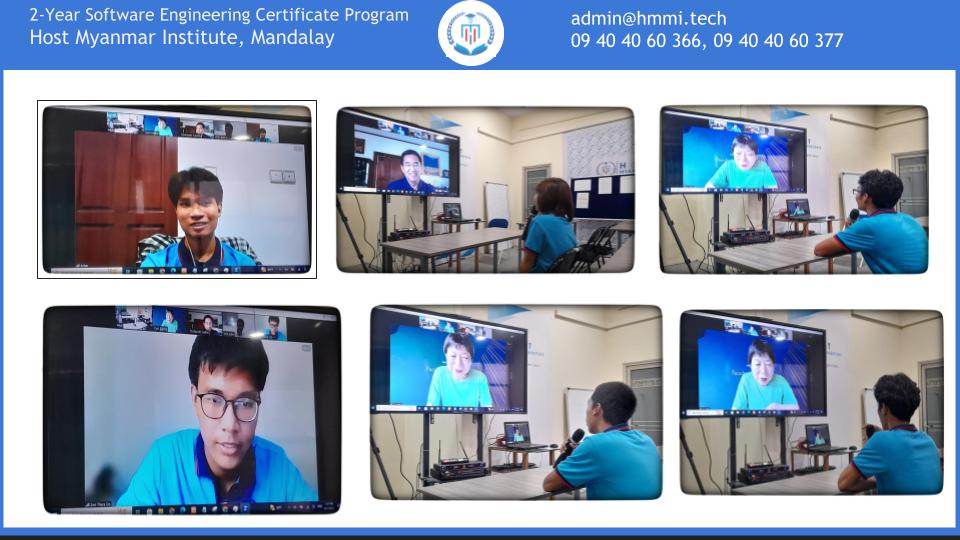 2-Year Software Engineering Certificate Program
Host Myanmar Institute, Mandalay
admin@hmmi.tech
09 40 40 60 366, 09 40 40 60 377